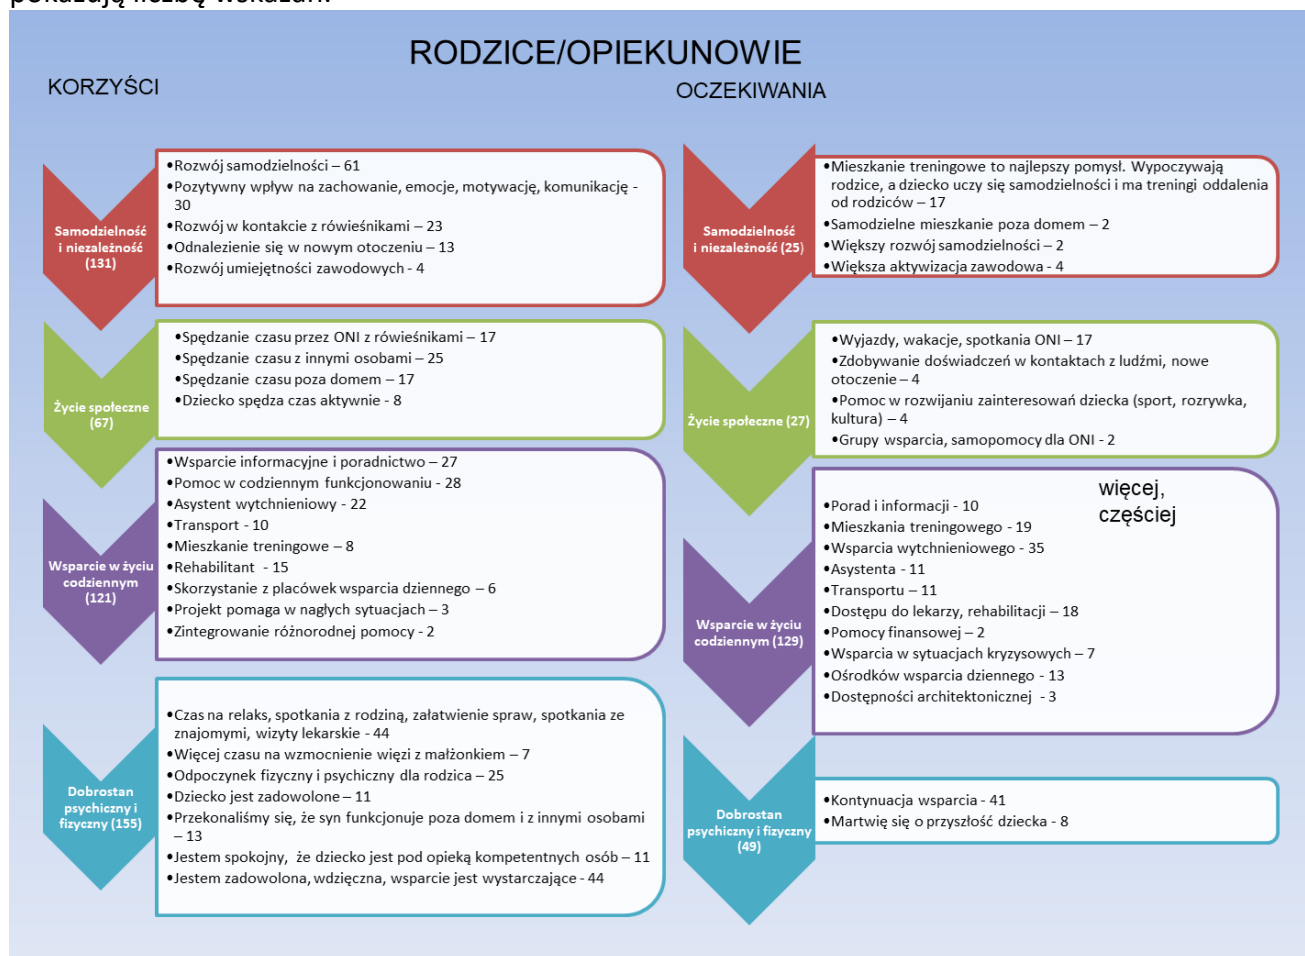 pokazują liczbę wskazań.
RODZICE/OPIEKUNOWIE
KORZYŚCI
Samodzielność
i niezależność
(131)
•Rozwój samodzielności – 61
•Pozytywny wpływ na zachowanie, emocje, motywację, komunikację -
30
•Rozwój w kontakcie z rówieśnikami – 23
•Odnalezienie się w nowym otoczeniu – 13
•Rozwój umiejętności zawodowych - 4
Życie społeczne
(67)
•Spędzanie czasu przez ONI z rówieśnikami – 17
•Spędzanie czasu z innymi osobami – 25
•Spędzanie czasu poza domem – 17
•Dziecko spędza czas aktywnie - 8
Wsparcie w życiu
codziennym
(121)
•Wsparcie informacyjne i poradnictwo – 27
•Pomoc w codziennym funkcjonowaniu – 28
•Asystent wytchnieniowy - 22
•Transport - 10
•Mieszkanie treningowe – 8
•Rehabilitant - 15
•Skorzystanie z placówek wsparcia dziennego – 6
•Projekt pomaga w nagłych sytuacjach – 3
•Zintegrowanie różnorodnej pomocy - 2
Dobrostan
psychiczny i
fizyczny (155)
•Czas na relaks, spotkania z rodziną, załatwienie spraw, spotkania ze
znajomymi, wizyty lekarskie - 44
•Więcej czasu na wzmocnienie więzi z małżonkiem – 7
•Odpoczynek fizyczny i psychiczny dla rodzica – 25
•Dziecko jest zadowolone – 11
•Przekonaliśmy się, że syn funkcjonuje poza domem i z innymi osobami
– 13
•Jestem spokojny, że dziecko jest pod opieką kompetentnych osób – 11
•Jestem zadowolona, wdzięczna, wsparcie jest wystarczające - 44
OCZEKIWANIA
Samodzielność
i niezależność (25)
•Mieszkanie treningowe to najlepszy pomysł. Wypoczywają
rodzice, a dziecko uczy się samodzielności i ma treningi oddalenia
od rodziców – 17
•Samodzielne mieszkanie poza domem – 2
•Większy rozwój samodzielności – 2
•Większa aktywizacja zawodowa - 4
Życie społeczne (27)
•Wyjazdy, wakacje, spotkania ONI – 17
•Zdobywanie doświadczeń w kontaktach z ludźmi, nowe
otoczenie – 4
•Pomoc w rozwijaniu zainteresowań dziecka (sport, rozrywka,
kultura) – 4
•Grupy wsparcia, samopomocy dla ONI - 2
Wsparcie w życiu
codziennym (129)
więcej,
częściej
•Porad i informacji - 10
•Mieszkania treningowego - 19
•Wsparcia wytchnieniowego - 35
•Asystenta – 11
•Transportu – 11
•Dostępu do lekarzy, rehabilitacji – 18
•Pomocy finansowej – 2
•Wsparcia w sytuacjach kryzysowych – 7
•Ośrodków wsparcia dziennego - 13
•Dostępności architektonicznej - 3
Dobrostan
psychiczny i fizyczny
(49)
•Kontynuacja wsparcia - 41
•Martwię się o przyszłość dziecka - 8